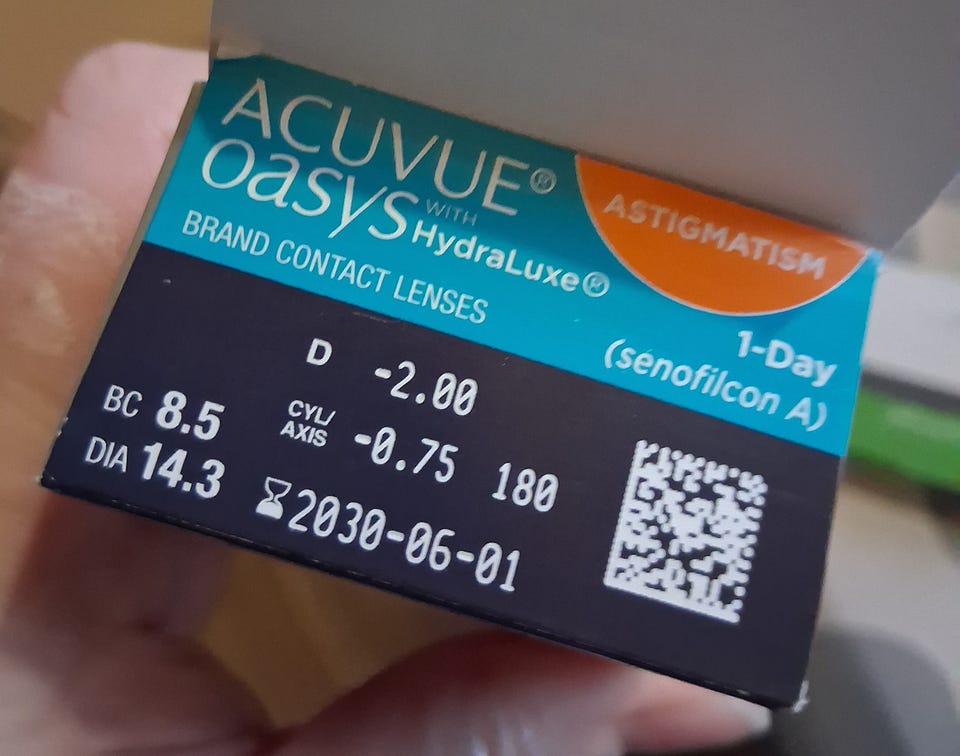 ACUVUE®
OASYS WITH
HydraLuxe®
BRAND CONTACT LENSES
ASTIGMATISM
1-Day
(senofilcon A)
D -2.00
BC 8.5
CYL/
AXIS -0.75 180
DIA 14.3
2030-06-01